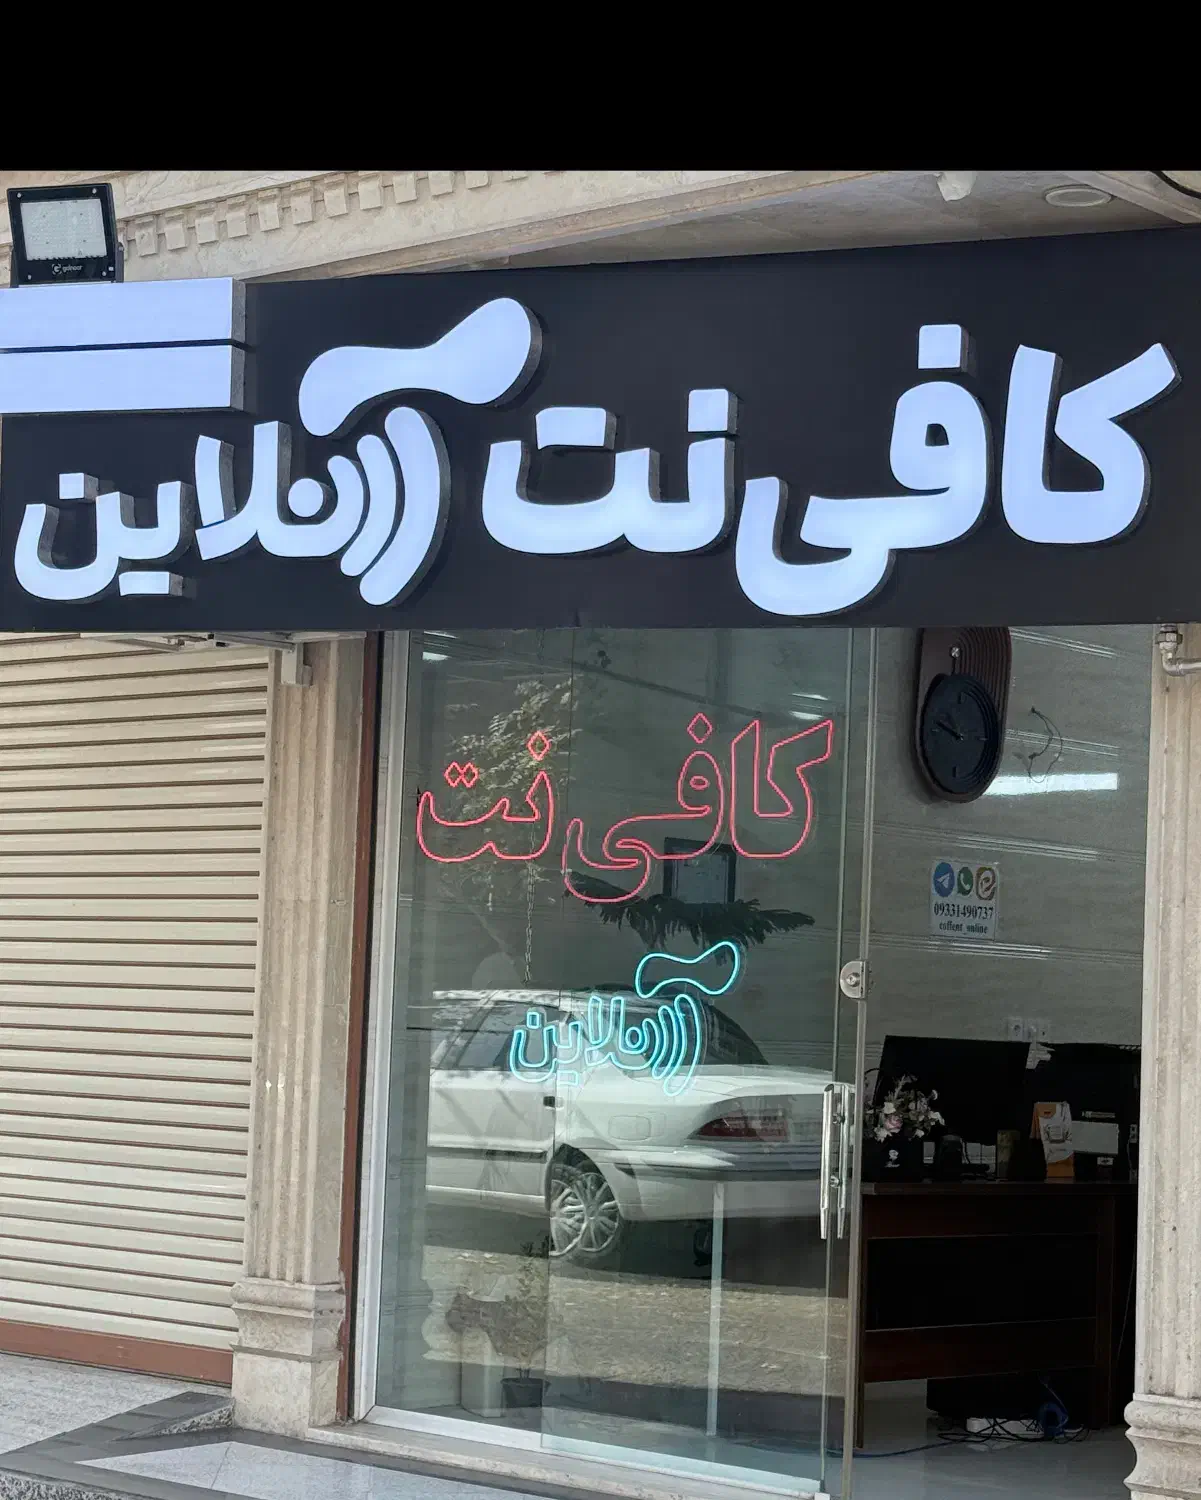 کافی نت آنلاین
کافی نت
آنلاین
09331490737
coffent_online